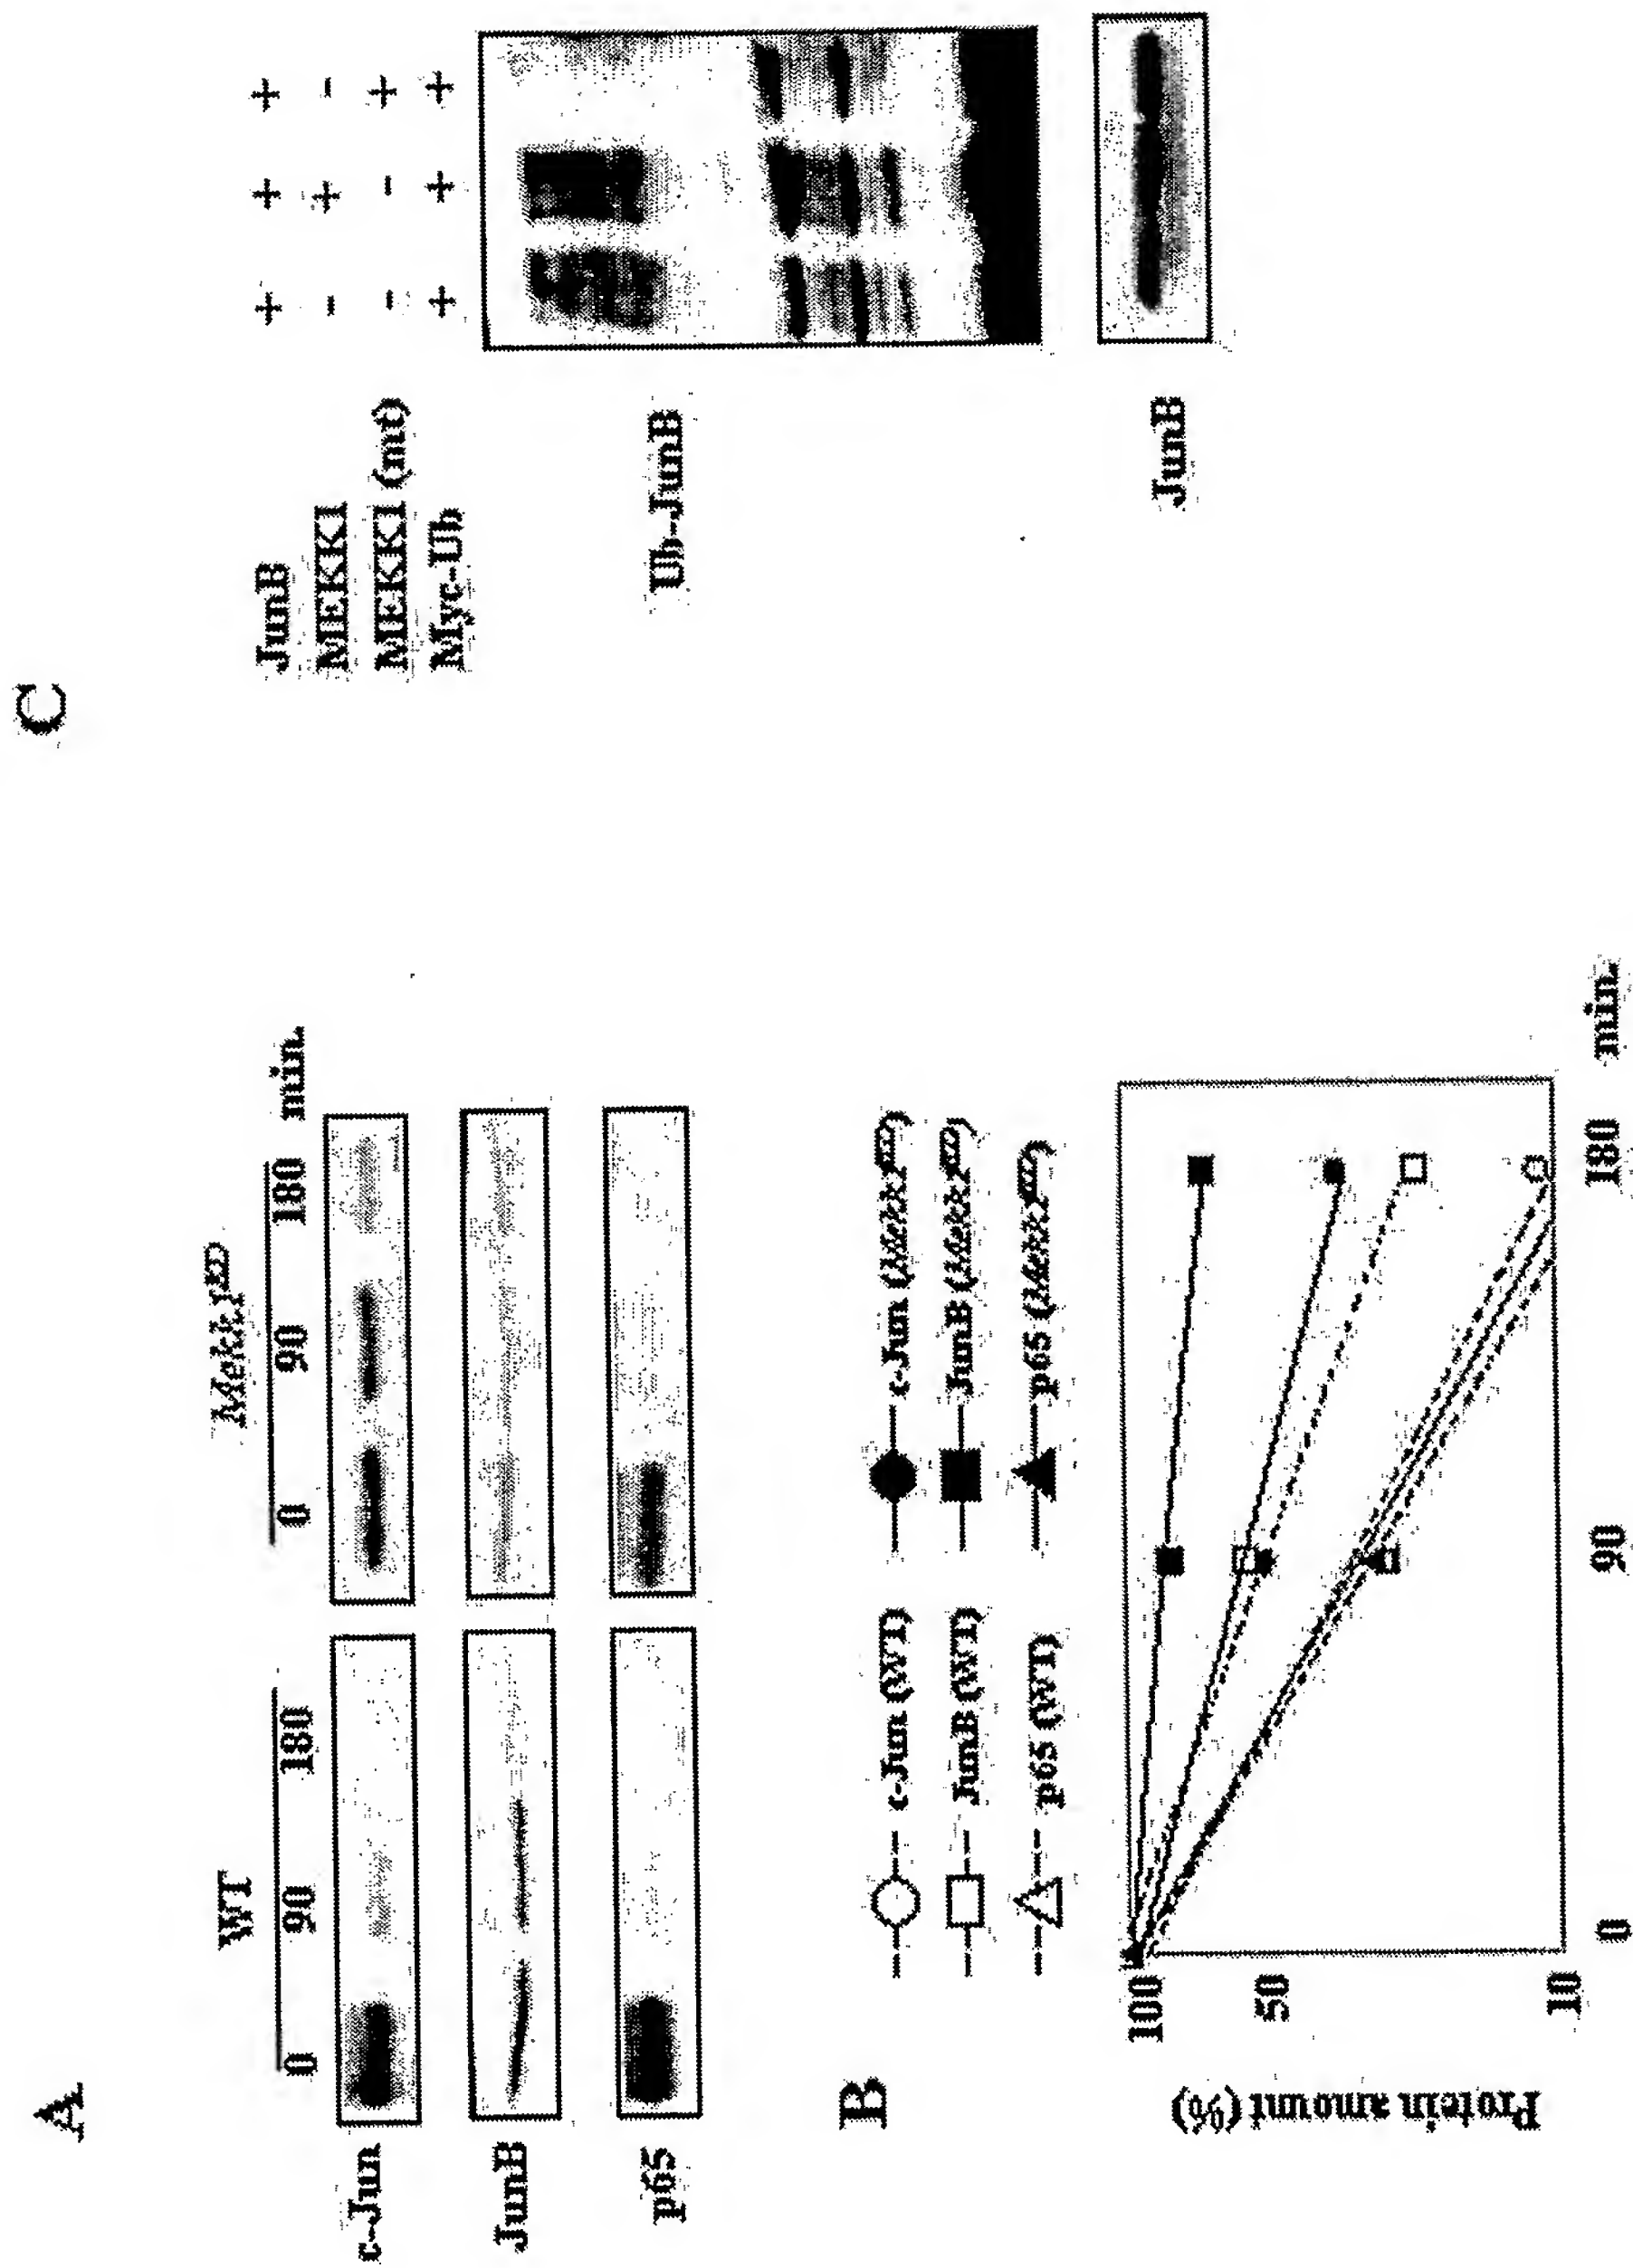 A
WT
Mekk1ΔKD
0 90 180 0 90 180 min.
c-Jun
JunB
p65
B
c-Jun (WT) c-Jun (Mekk1ΔKD)
JunB (WT) JunB (Mekk1ΔKD)
p65 (WT) p65 (Mekk1ΔKD)
Protein amount (%)
100
50
10
0 90 180 min.
C
JunB + + +
MEKK1 - + -
MEKK1 (mt) - - +
Myc-Ub + + +
Ub-JunB
JunB